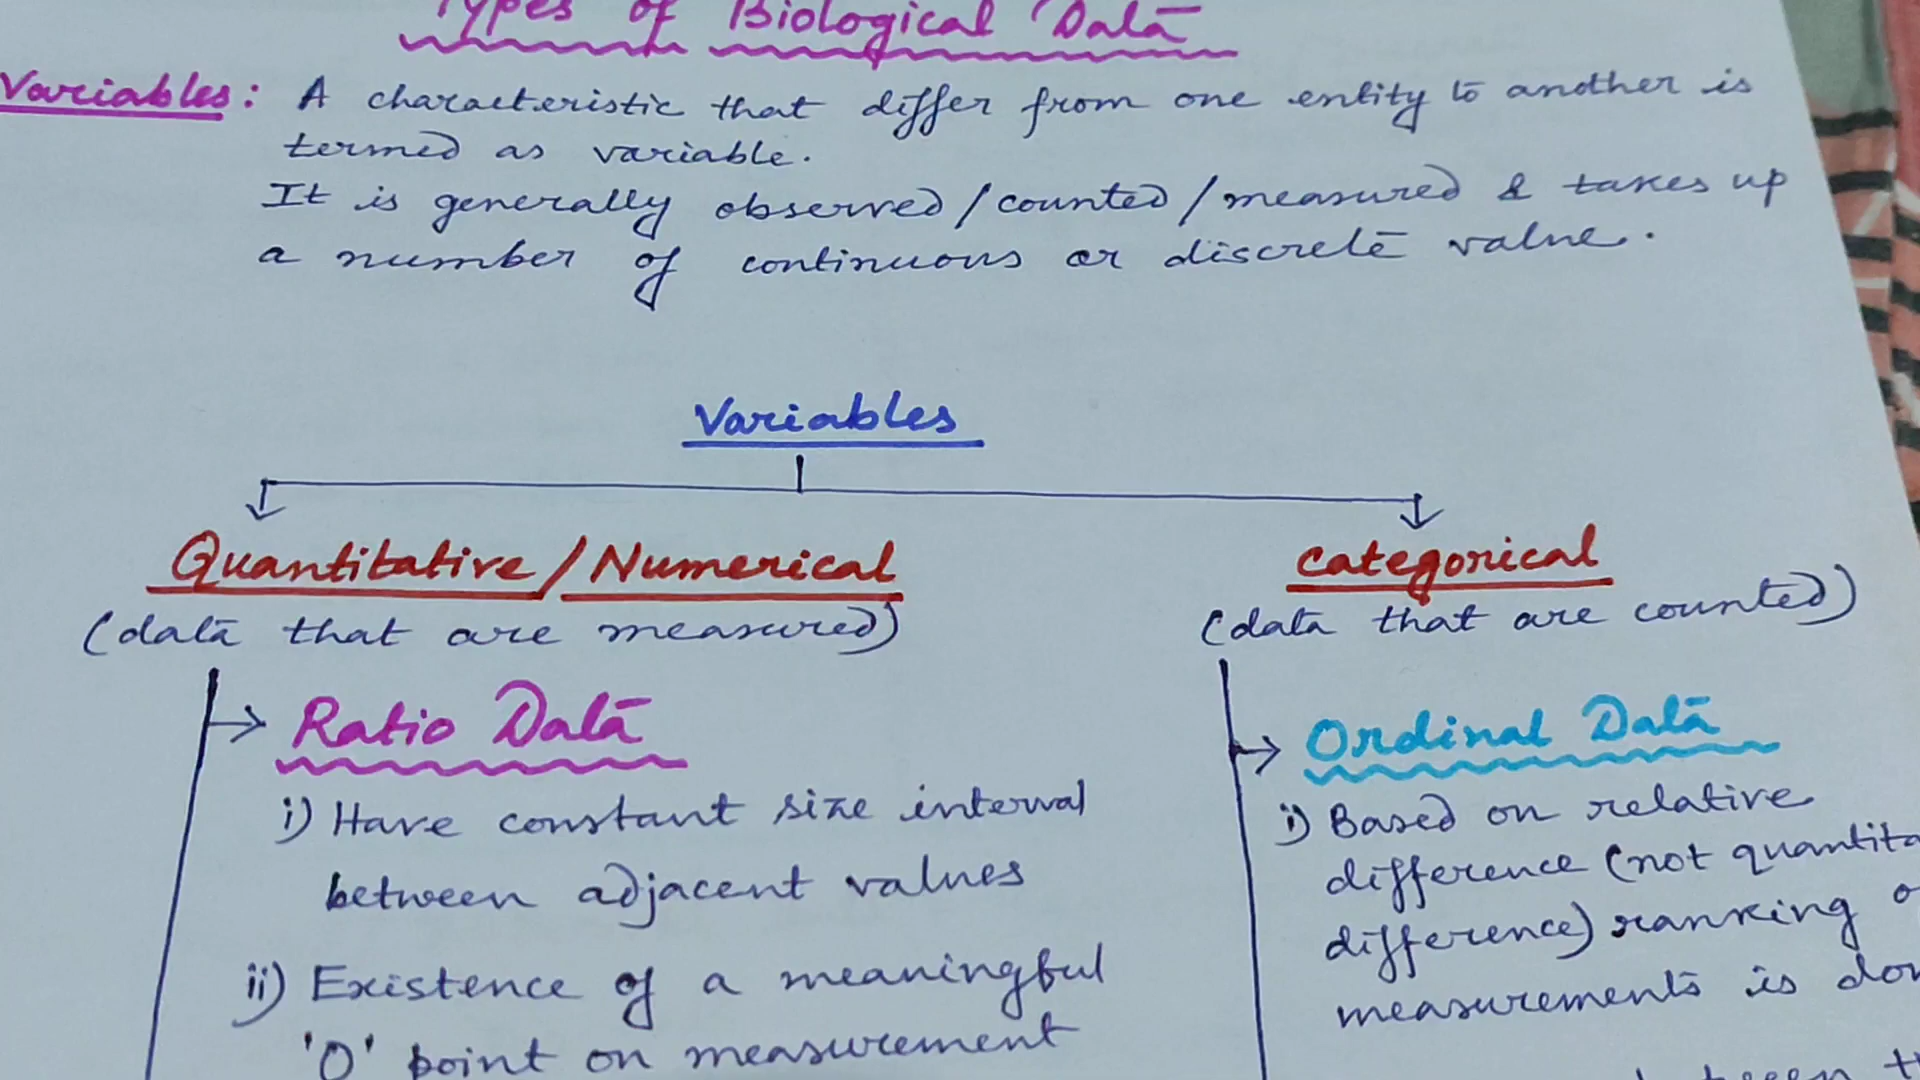 Types of Biological Data
Variables: A characteristic that differ from one entity to another is
termed as variable.
It is generally observed/counted/measured & takes up
a number of continuous or discrete value.
Variables
Quantitative/Numerical
(data that are measured)
Ratio Data
i) Have constant size interval
between adjacent values
ii) Existence of a meaningful
'0' point on measurement
Categorical
(data that are counted)
Ordinal Data
i) Based on relative
difference (not quantita
difference) ranking o
measurements is don